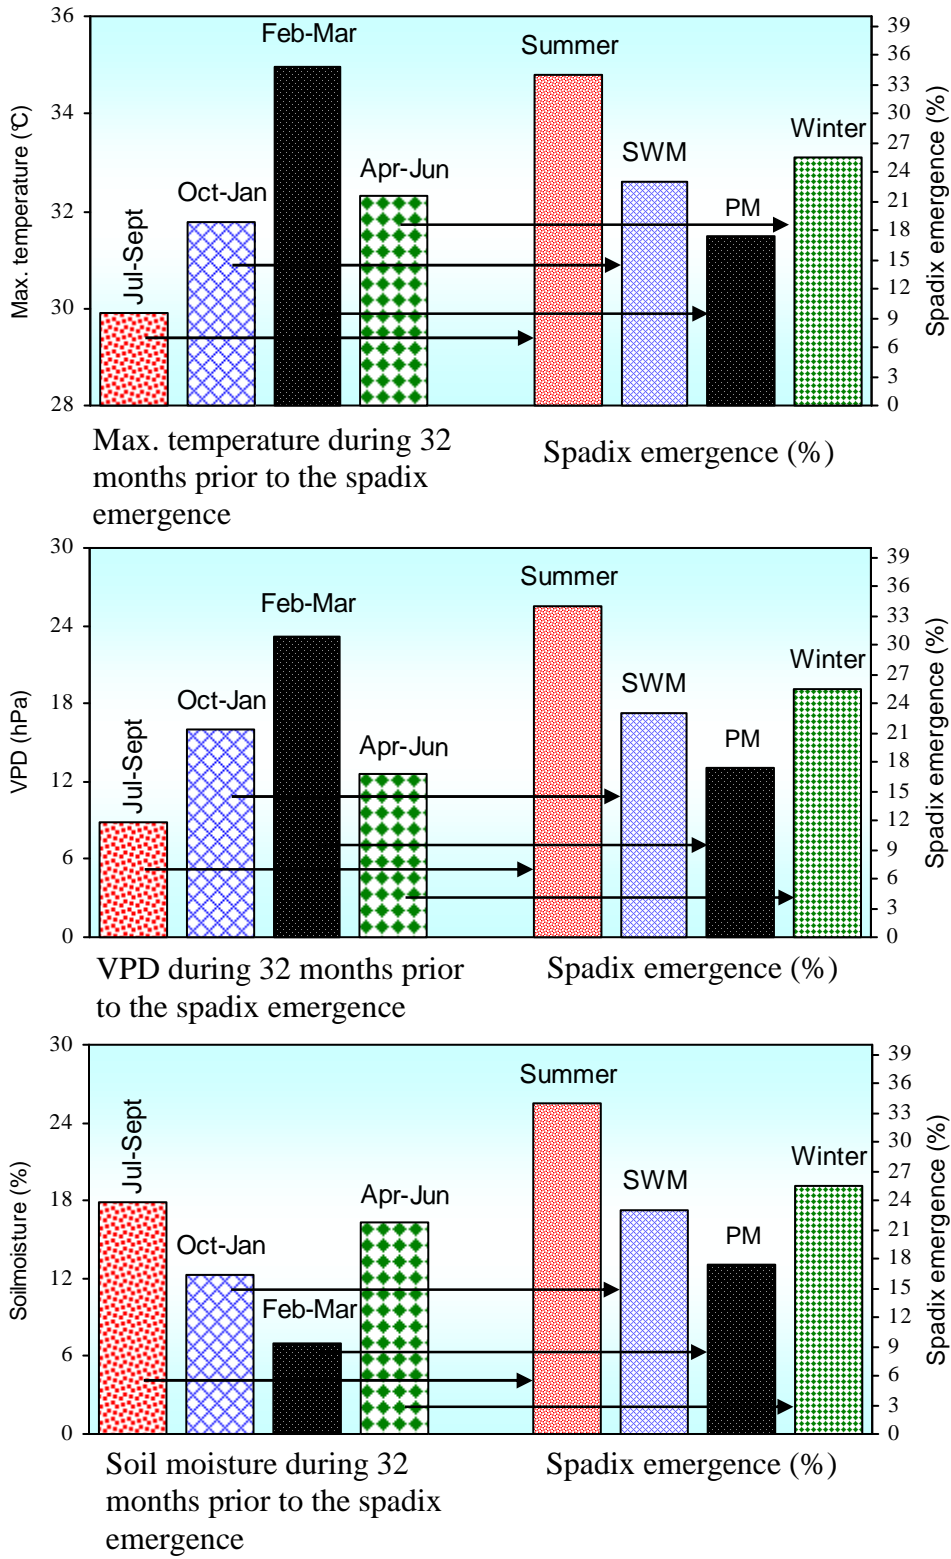 36
34
32
30
28
Max. temperature (°C)
Jul-Sept
Oct-Jan
Feb-Mar
Apr-Jun
Summer
SWM
PM
Winter
39
36
33
30
27
24
21
18
15
12
9
6
3
0
Spadix emergence (%)
Max. temperature during 32
months prior to the spadix
emergence
Spadix emergence (%)
30
24
18
12
6
0
VPD (hPa)
Jul-Sept
Oct-Jan
Feb-Mar
Apr-Jun
Summer
SWM
PM
Winter
39
36
33
30
27
24
21
18
15
12
9
6
3
0
Spadix emergence (%)
VPD during 32 months prior
to the spadix emergence
Spadix emergence (%)
30
24
18
12
6
0
Soilmoisture (%)
Jul-Sept
Oct-Jan
Feb-Mar
Apr-Jun
Summer
SWM
PM
Winter
39
36
33
30
27
24
21
18
15
12
9
6
3
0
Spadix emergence (%)
Soil moisture during 32
months prior to the spadix
emergence
Spadix emergence (%)